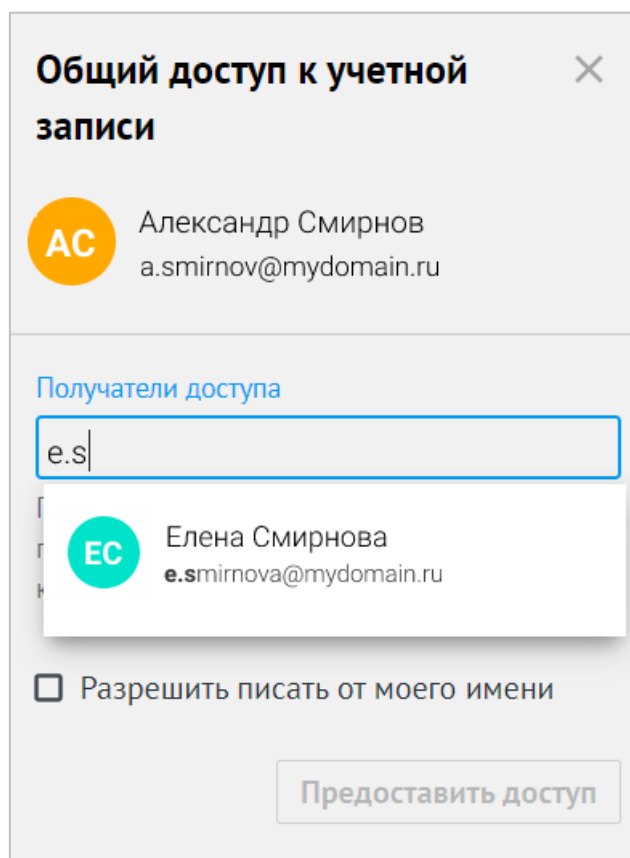 Общий доступ к учетной
записи
АС
Александр Смирнов
a.smirnov@mydomain.ru
Получатели доступа
e.s
ЕС
Елена Смирнова
e.smirnova@mydomain.ru
Разрешить писать от моего имени
Предоставить доступ